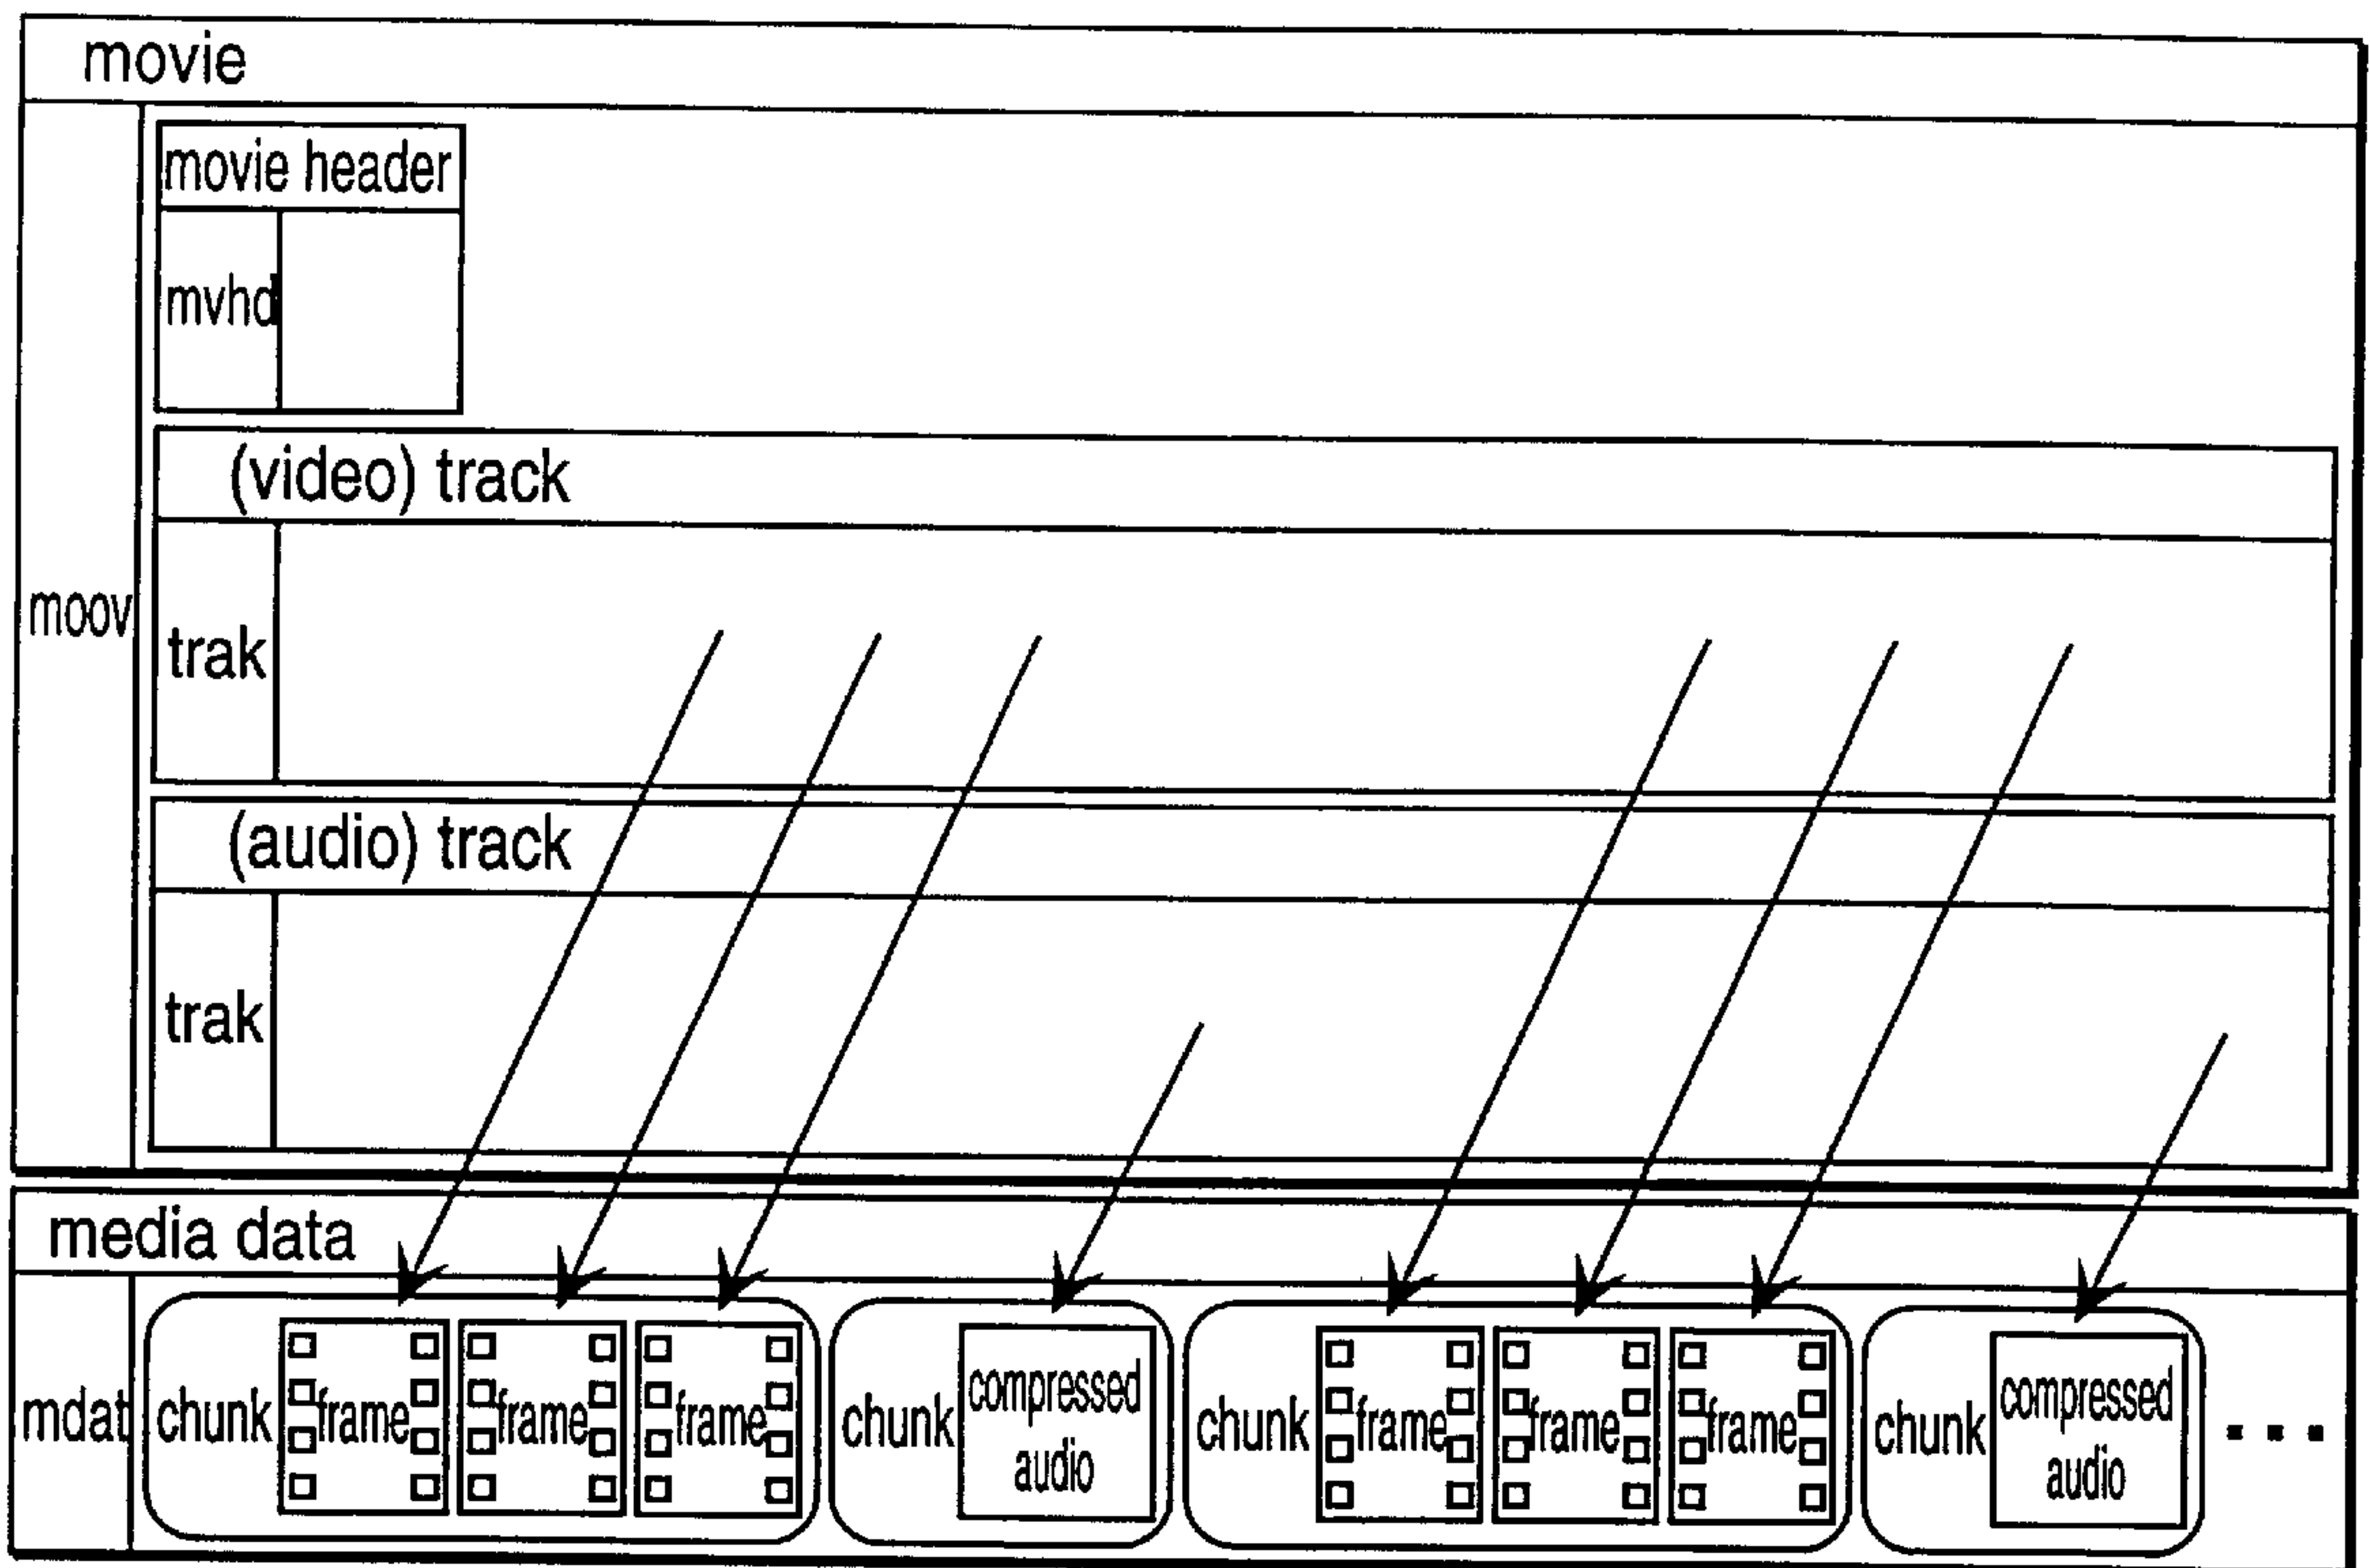 movie
movie header
mvhd
moov
(video) track
trak
(audio) track
trak
media data
mdat
chunk
frame
frame
frame
chunk
compressed
audio
chunk
frame
frame
frame
chunk
compressed
audio
...